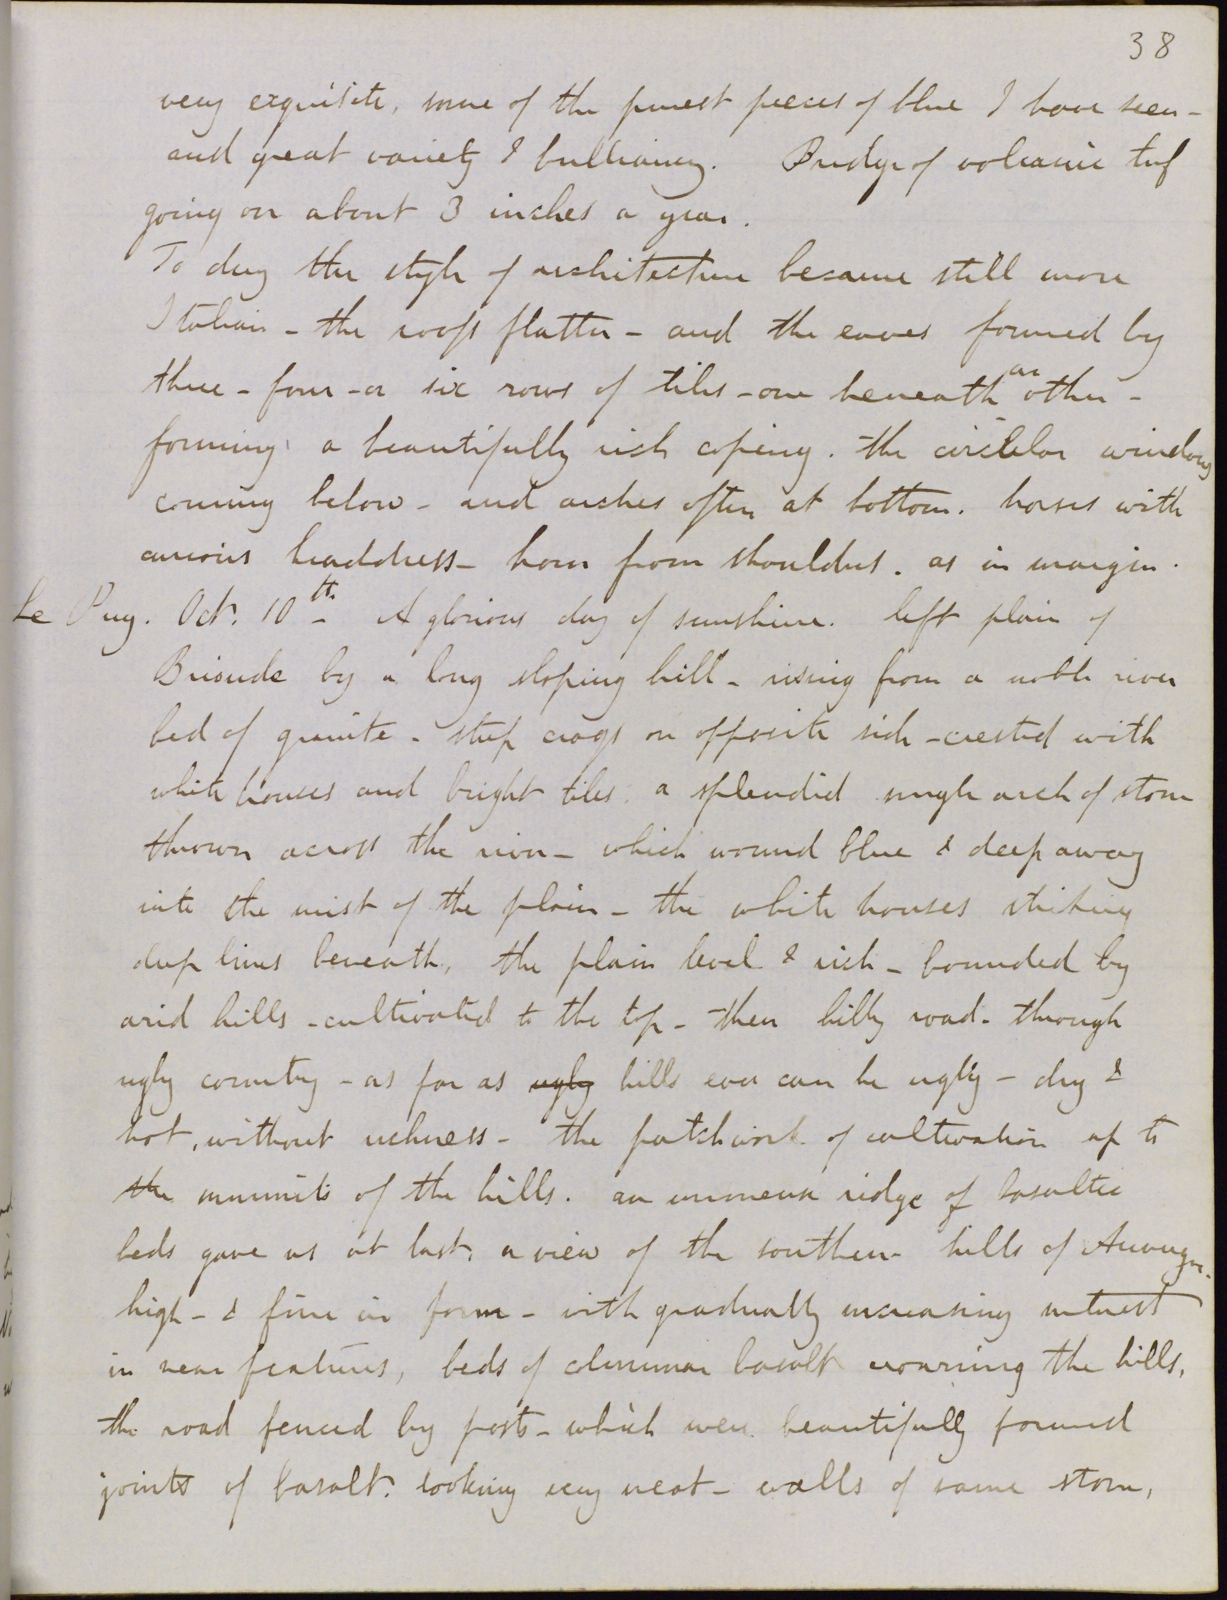 38
very exquisite, some of the purest pieces of blue I have seen -
and great variety & brilliancy. Bridge of volcanic tuf
going on about 3 inches a year.
To day the style of architecture became still more
Italian - the roofs flatter - and the eaves formed by
three - four - or six rows of tiles - one beneath an other -
forming a beautifully rich coping. the circular windows
coming below - and arches often at bottom. horses with
curious headdress - horn from shoulders. as in margin.
Le Puy. Oct. 10th - A glorious day of sunshine. left plain of
Brioude by a long sloping hill - rising from a noble river
bed of granite - steep crags on opposite side - crested with
white houses and bright tiles. a splendid single arch of stone
thrown across the river - which wound blue & deep away
into the mist of the plain - the white houses striking
deep lines beneath, the plain level & rich - bounded by
arid hills - cultivated to the top - then hilly road - through
ugly country - as far as ugly hills ever can be ugly - dry &
hot, without richness - the patchwork of cultivation up to
the summits of the hills. an immense ridge of basaltic
beds gave us at last, a view of the southern hills of Auvergne.
high - & fine in form - with gradually increasing interest
in near features, beds of columnar basalt crowning the hills,
the road fenced by posts - which were beautifully formed
joints of basalt. looking very neat - walls of same stone,